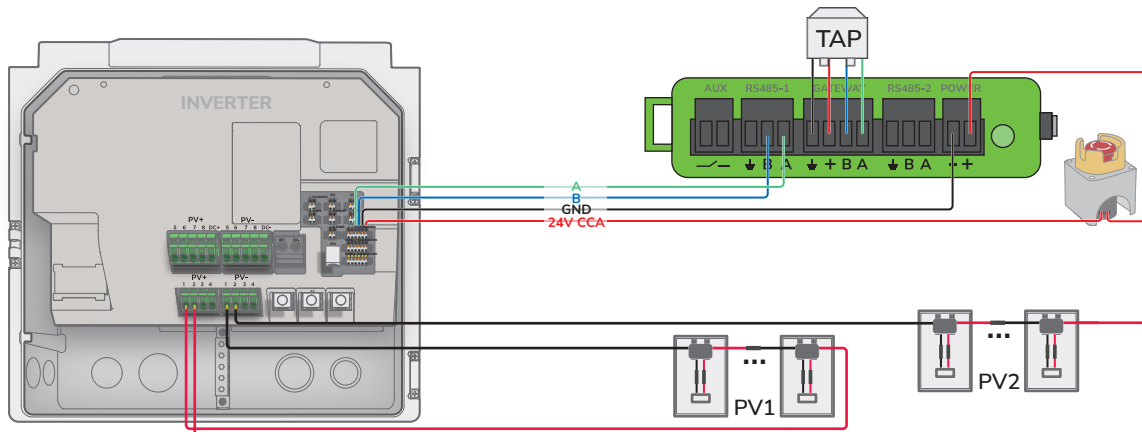 TAP
AUX RS485-1 GATEWAY RS485-2 POWER
B A + B A B A - +
INVERTER
A
B
GND
24V CCA
PV+ PV-
5 6 7 8 DC+ 5 6 7 8 DC-
PV+ PV-
1 2 3 4 1 2 3 4
...
...
PV1
PV2